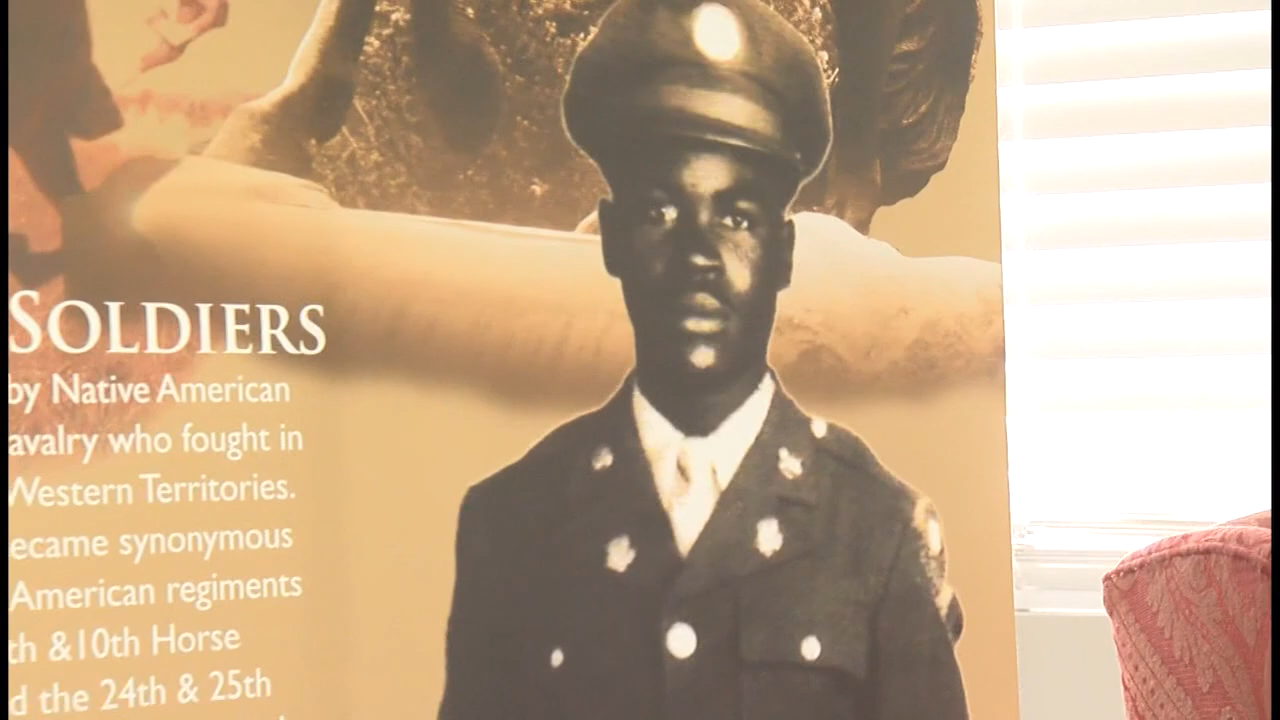 SOLDIERS
by Native American
avalry who fought in
Western Territories.
ecame synonymous
American regiments
th &10th Horse
d the 24th & 25th